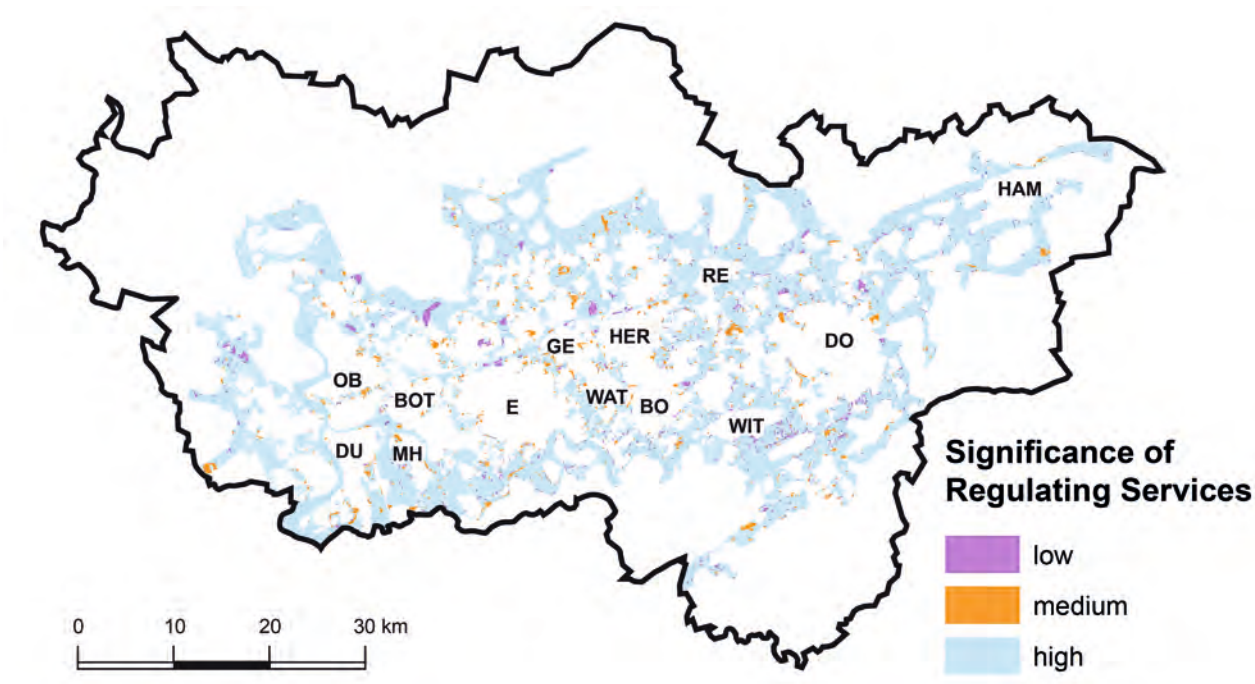 HAM
RE
HER
GE
DO
OB
BOT
E
WAT
BO
WIT
DU
MH
Significance of
Regulating Services
low
medium
high
0 10 20 30 km